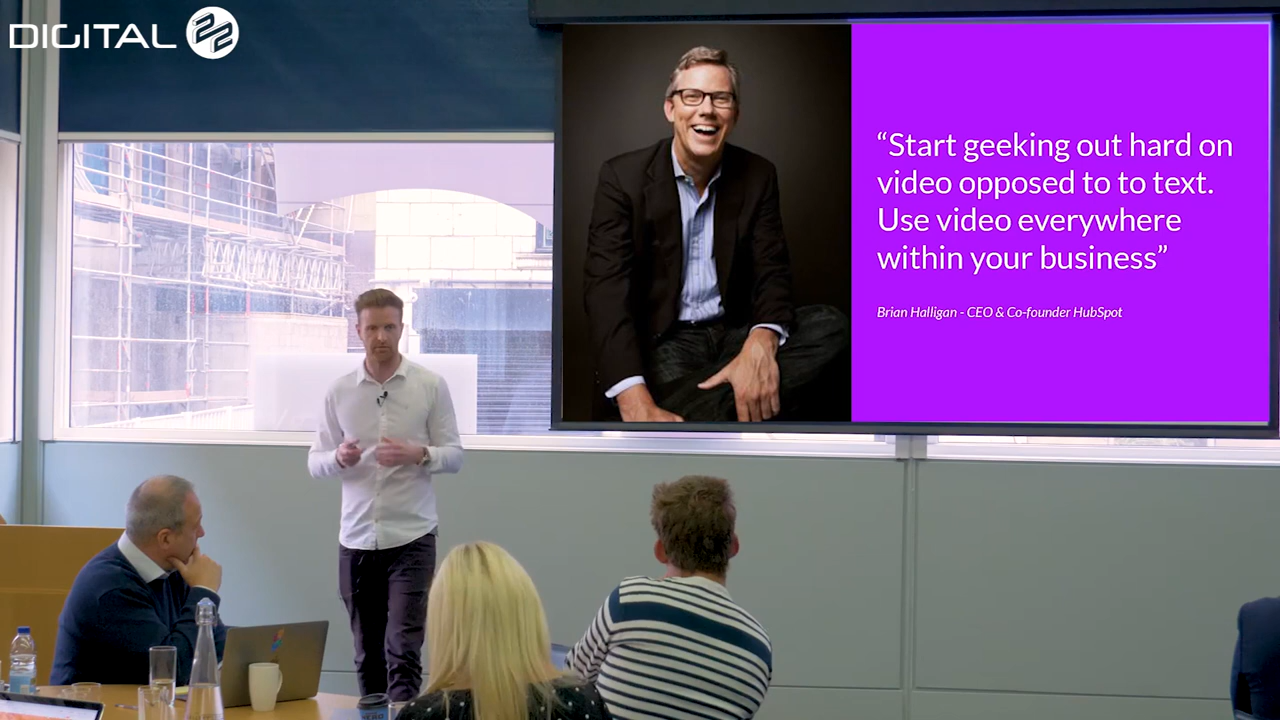 DIGITAL 22
“Start geeking out hard on
video opposed to to text.
Use video everywhere
within your business”
Brian Halligan - CEO & Co-founder HubSpot